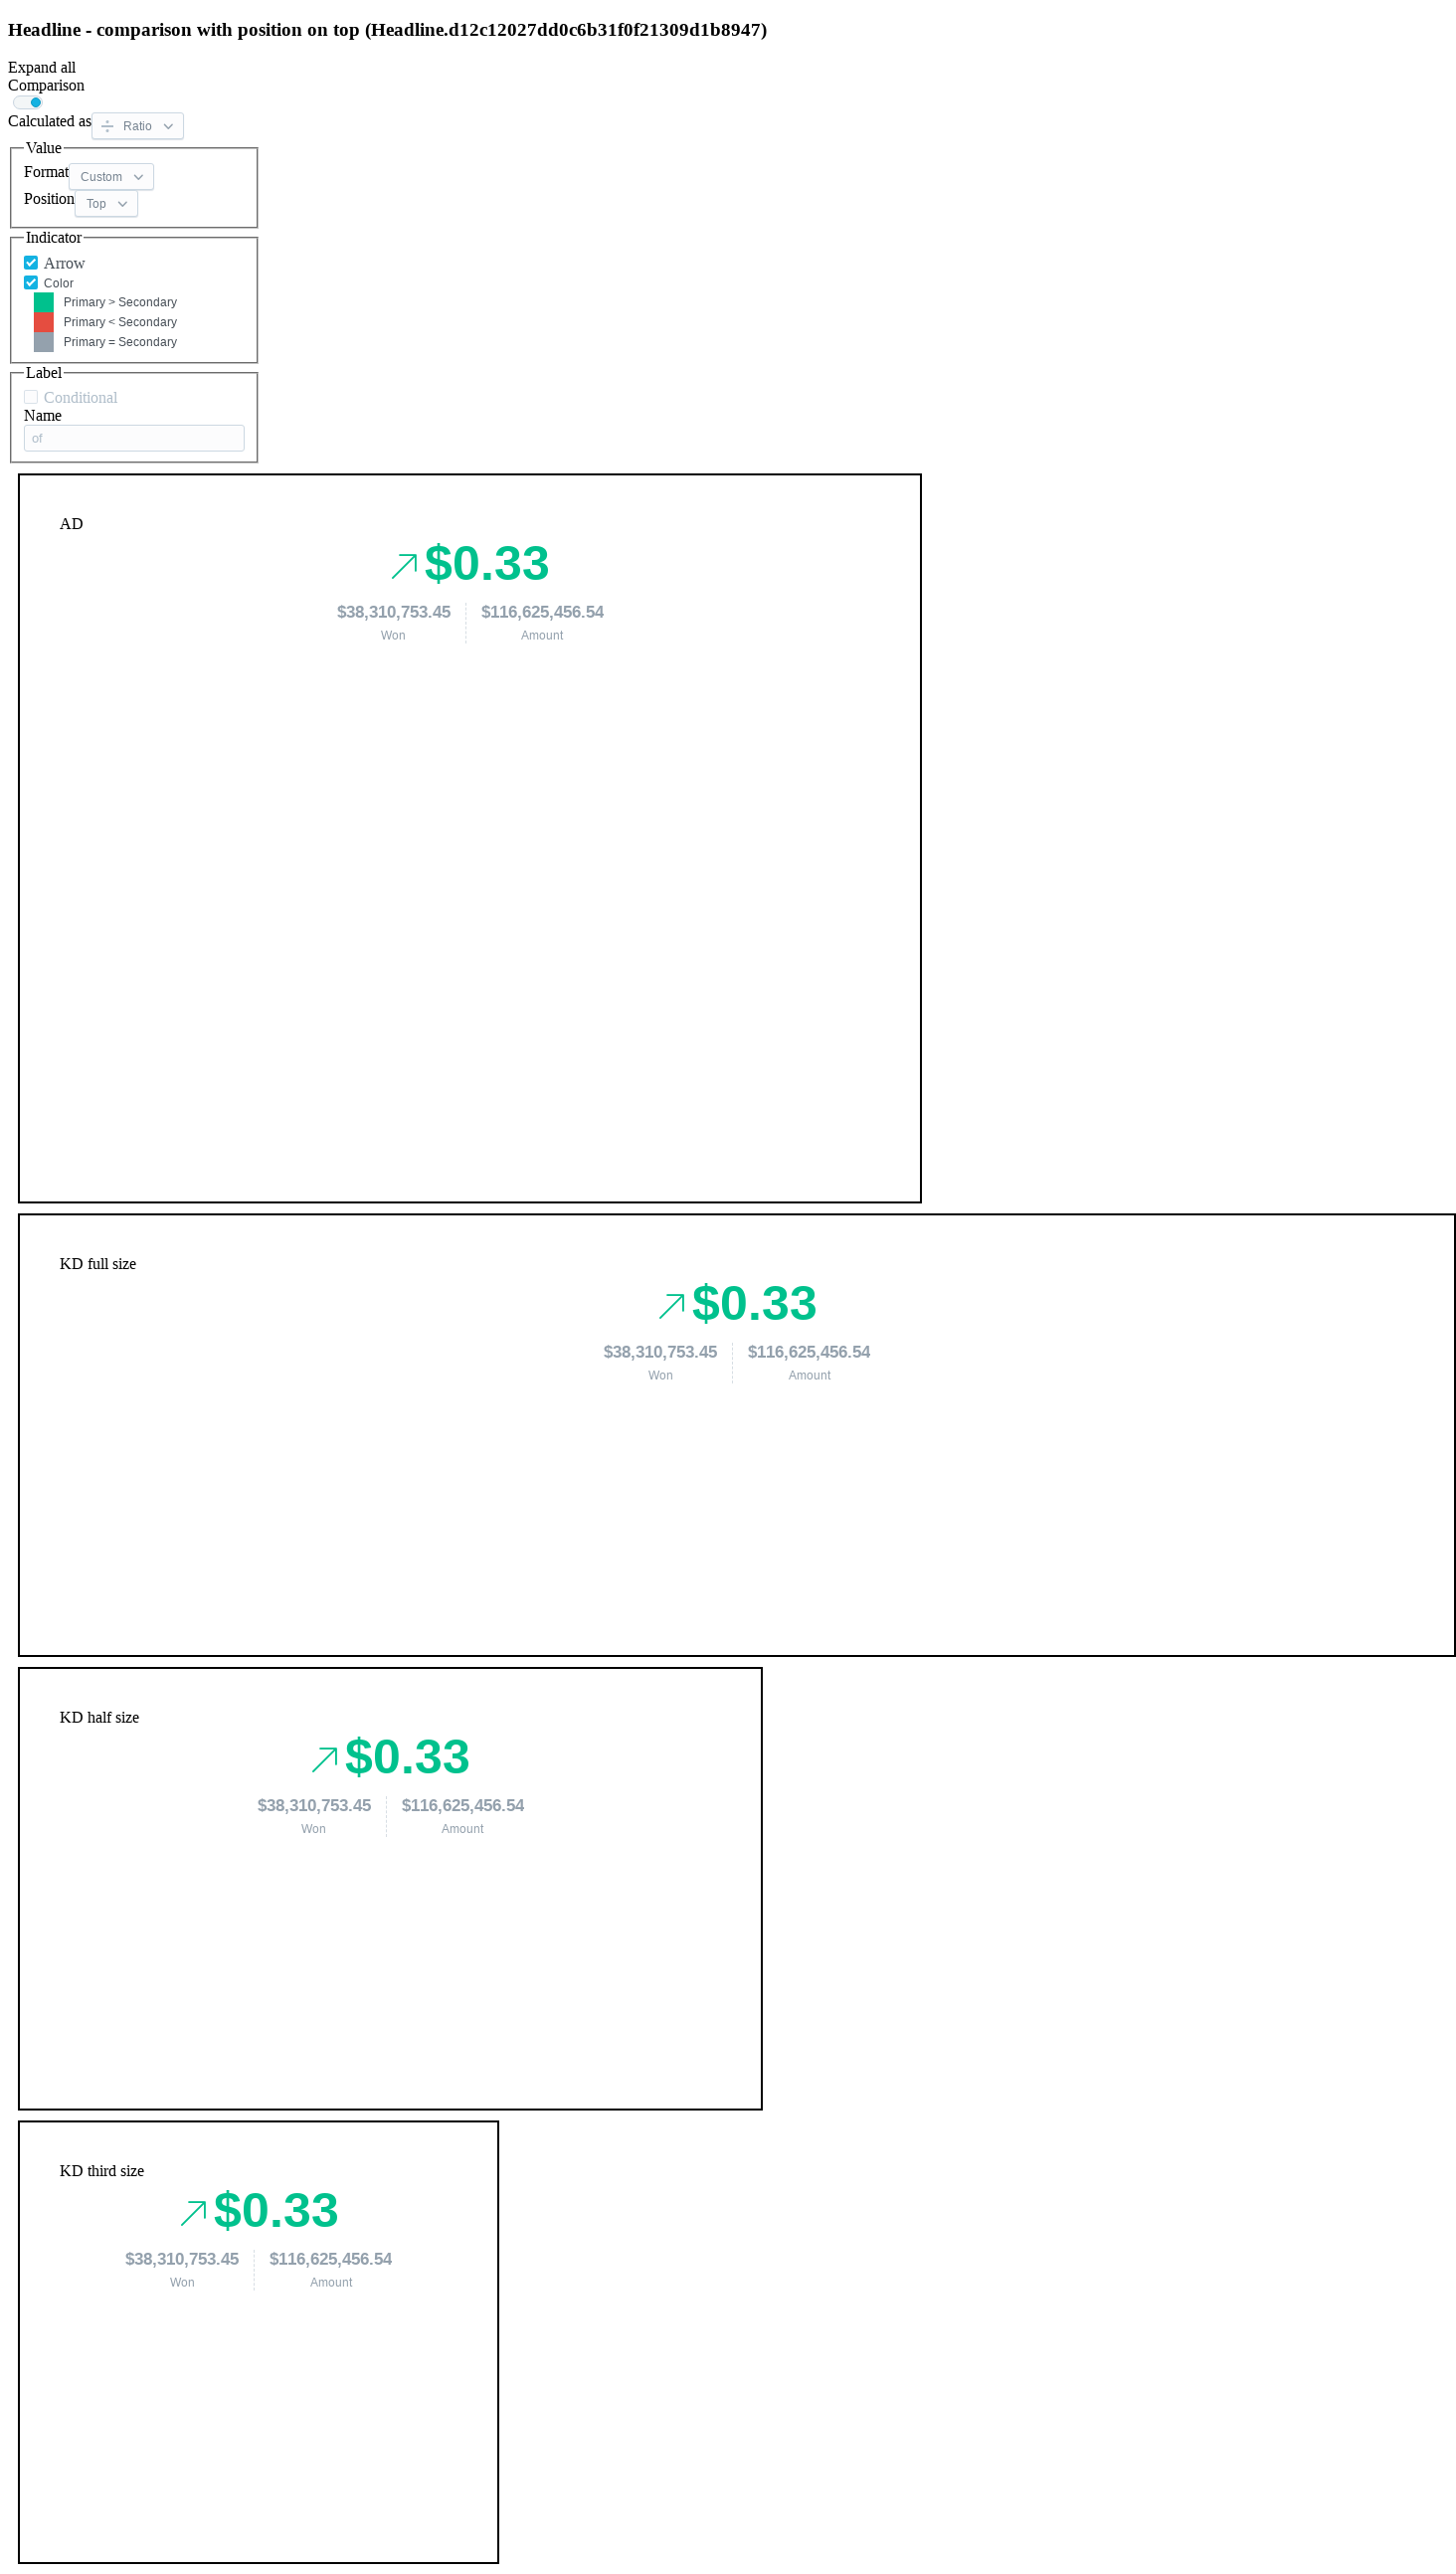 Headline - comparison with position on top (Headline.d12c12027dd0c6b31f0f21309d1b8947)
Expand all
Comparison
Calculated as Ratio
Value
Format Custom
Position Top
Indicator
Arrow
Color
Primary > Secondary
Primary < Secondary
Primary = Secondary
Label
Conditional
Name
of
AD
$0.33
$38,310,753.45 $116,625,456.54
Won Amount
KD full size
$0.33
$38,310,753.45 $116,625,456.54
Won Amount
KD half size
$0.33
$38,310,753.45 $116,625,456.54
Won Amount
KD third size
$0.33
$38,310,753.45 $116,625,456.54
Won Amount